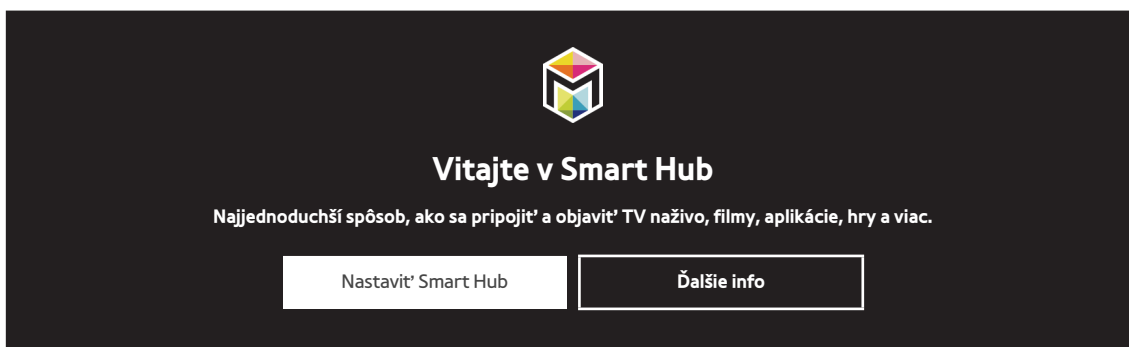 Vitajte v Smart Hub
Najjednoduchší spôsob, ako sa pripojiť a objaviť TV naživo, filmy, aplikácie, hry a viac.
Nastaviť Smart Hub
Ďalšie info